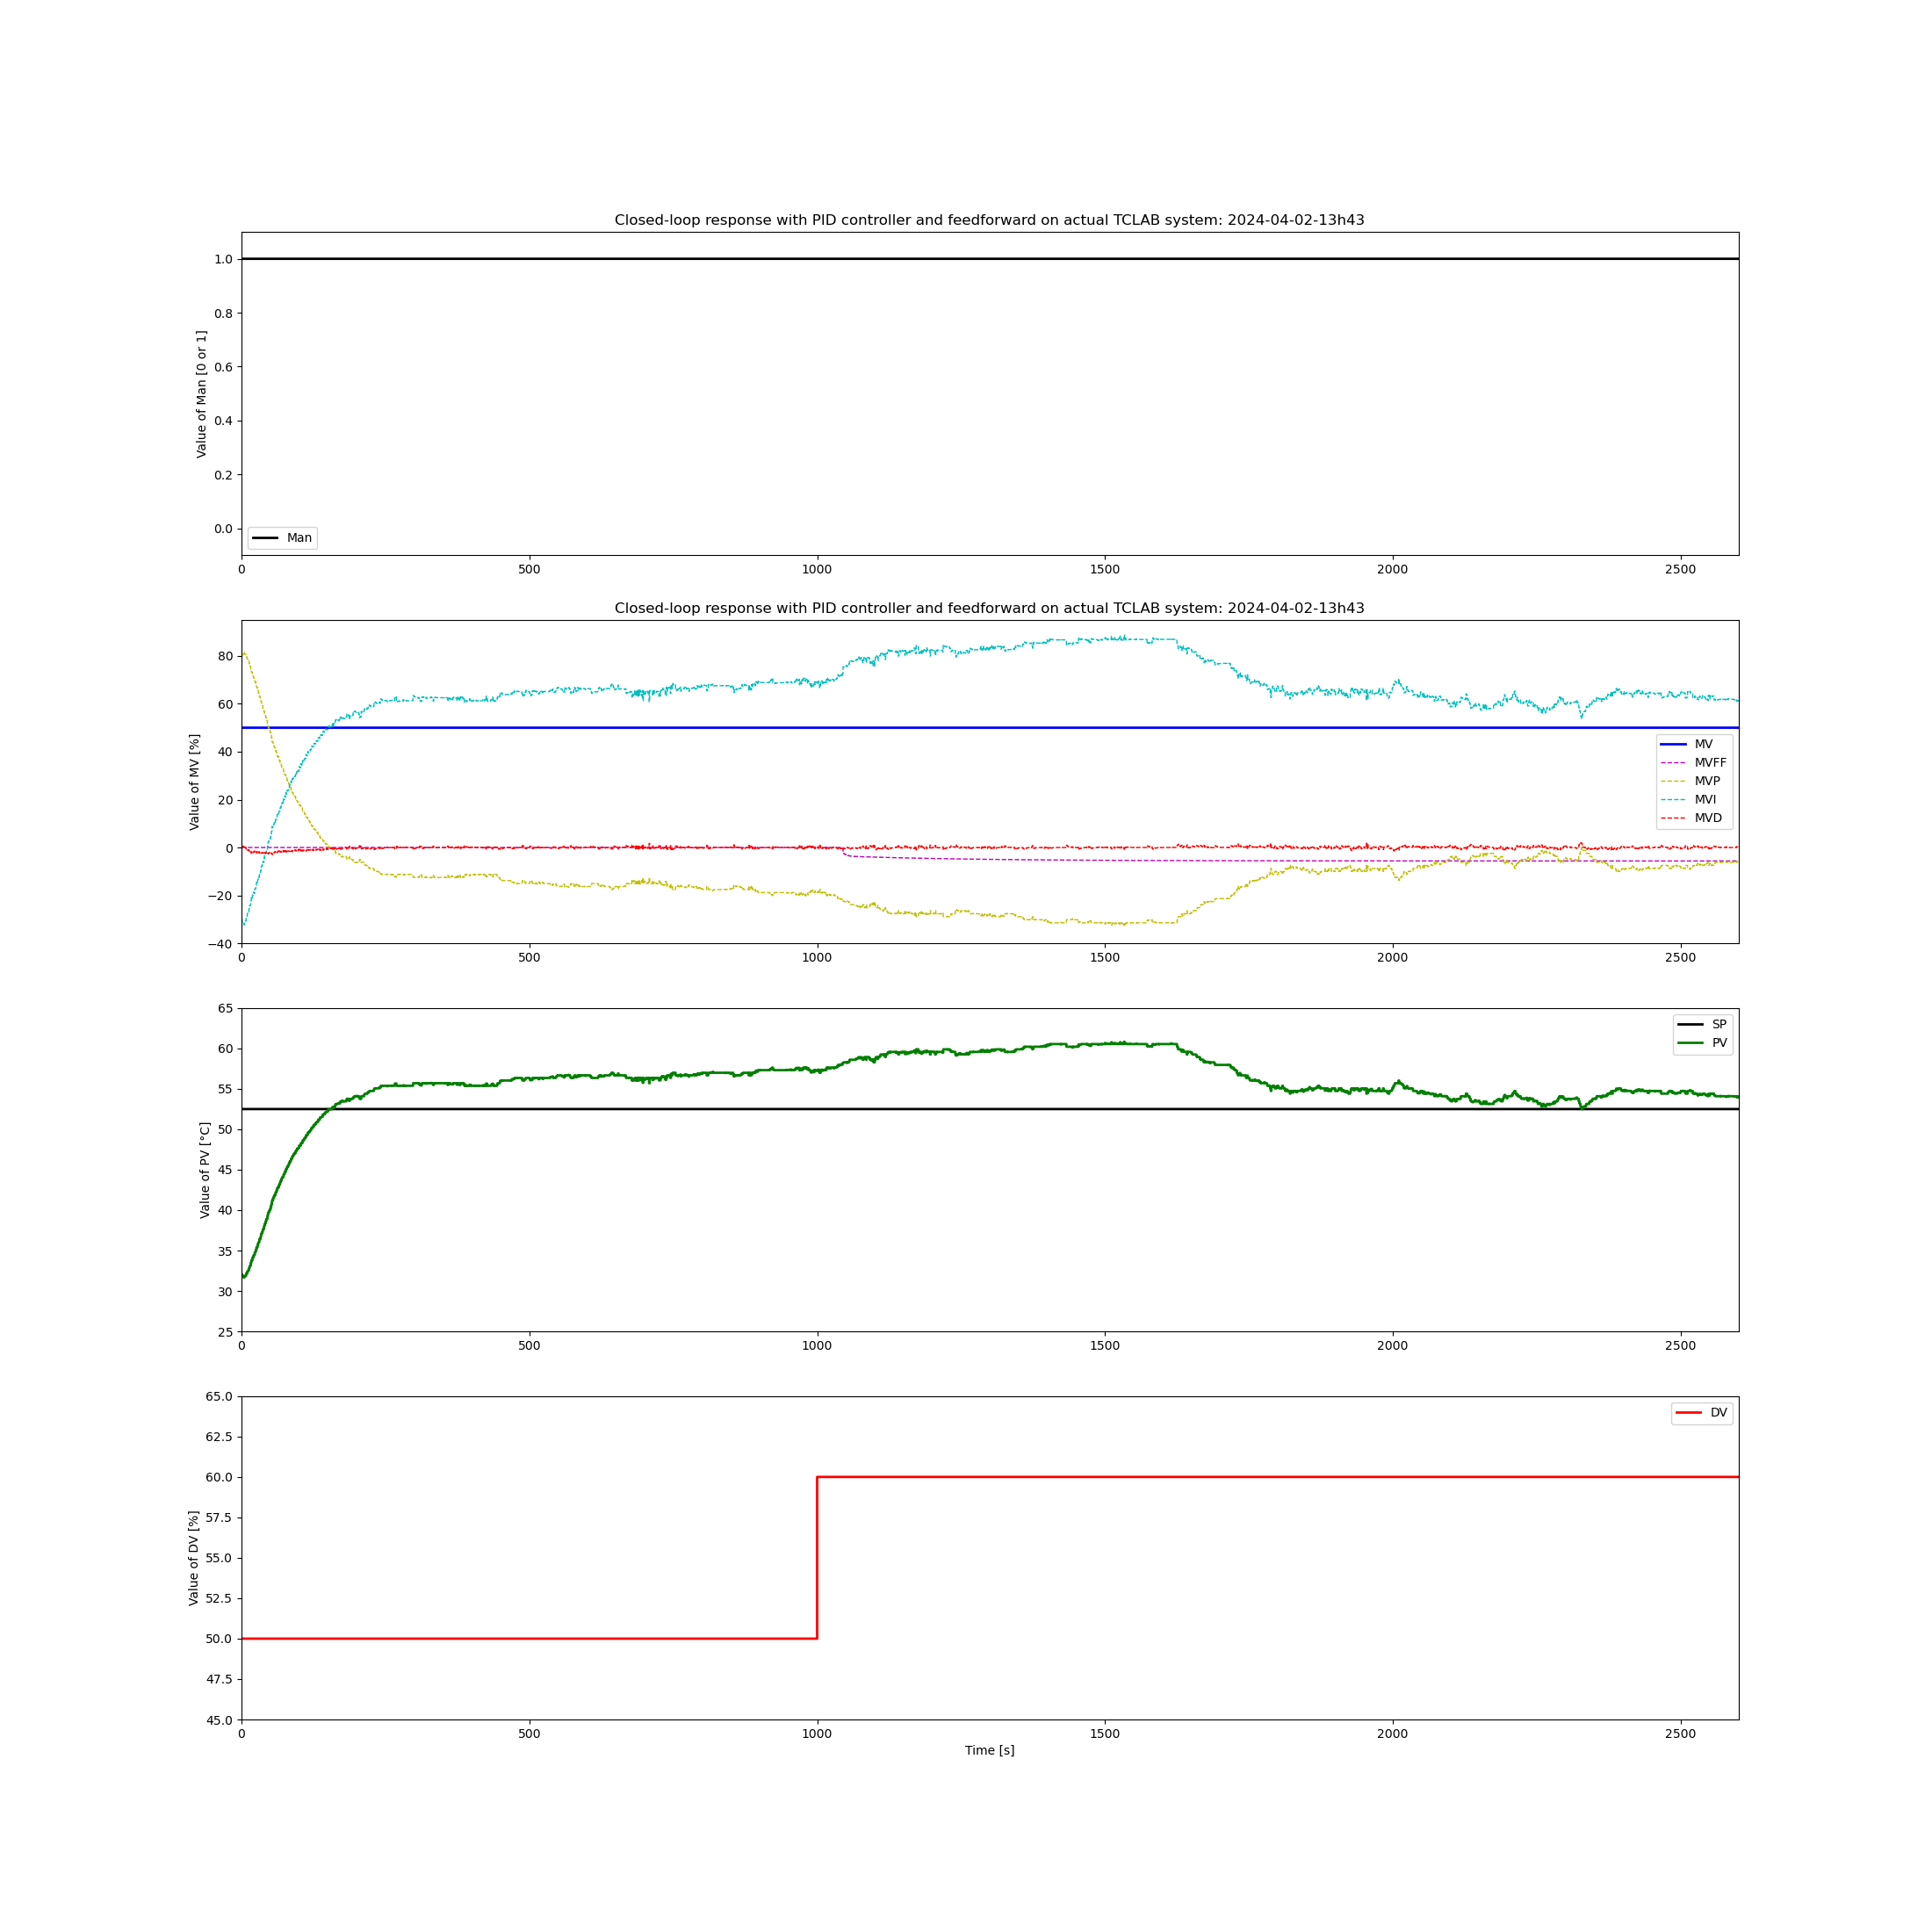 Closed-loop response with PID controller and feedforward on actual TCLAB system: 2024-04-02-13h43
Value of Man [0 or 1]
1.0
0.8
0.6
0.4
0.2
0.0
Man
0 500 1000 1500 2000 2500
Closed-loop response with PID controller and feedforward on actual TCLAB system: 2024-04-02-13h43
Value of MV [%]
80
60
40
20
0
−20
−40
MV
MVFF
MVP
MVI
MVD
0 500 1000 1500 2000 2500
Value of PV [°C]
65
60
55
50
45
40
35
30
25
SP
PV
0 500 1000 1500 2000 2500
Value of DV [%]
65.0
62.5
60.0
57.5
55.0
52.5
50.0
47.5
45.0
DV
0 500 1000 1500 2000 2500
Time [s]